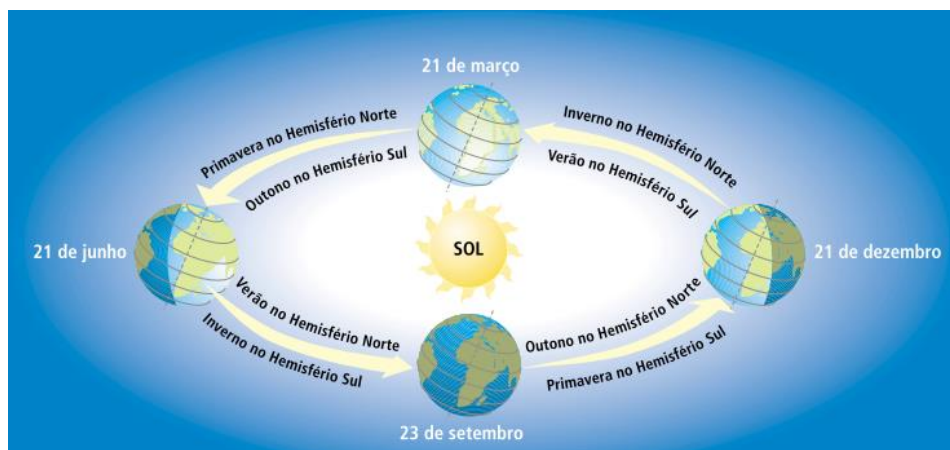 21 de março
Primavera no Hemisfério Norte
Outono no Hemisfério Sul
Inverno no Hemisfério Norte
Verão no Hemisfério Sul
21 de junho
SOL
21 de dezembro
Verão no Hemisfério Norte
Inverno no Hemisfério Sul
Outono no Hemisfério Norte
Primavera no Hemisfério Sul
23 de setembro